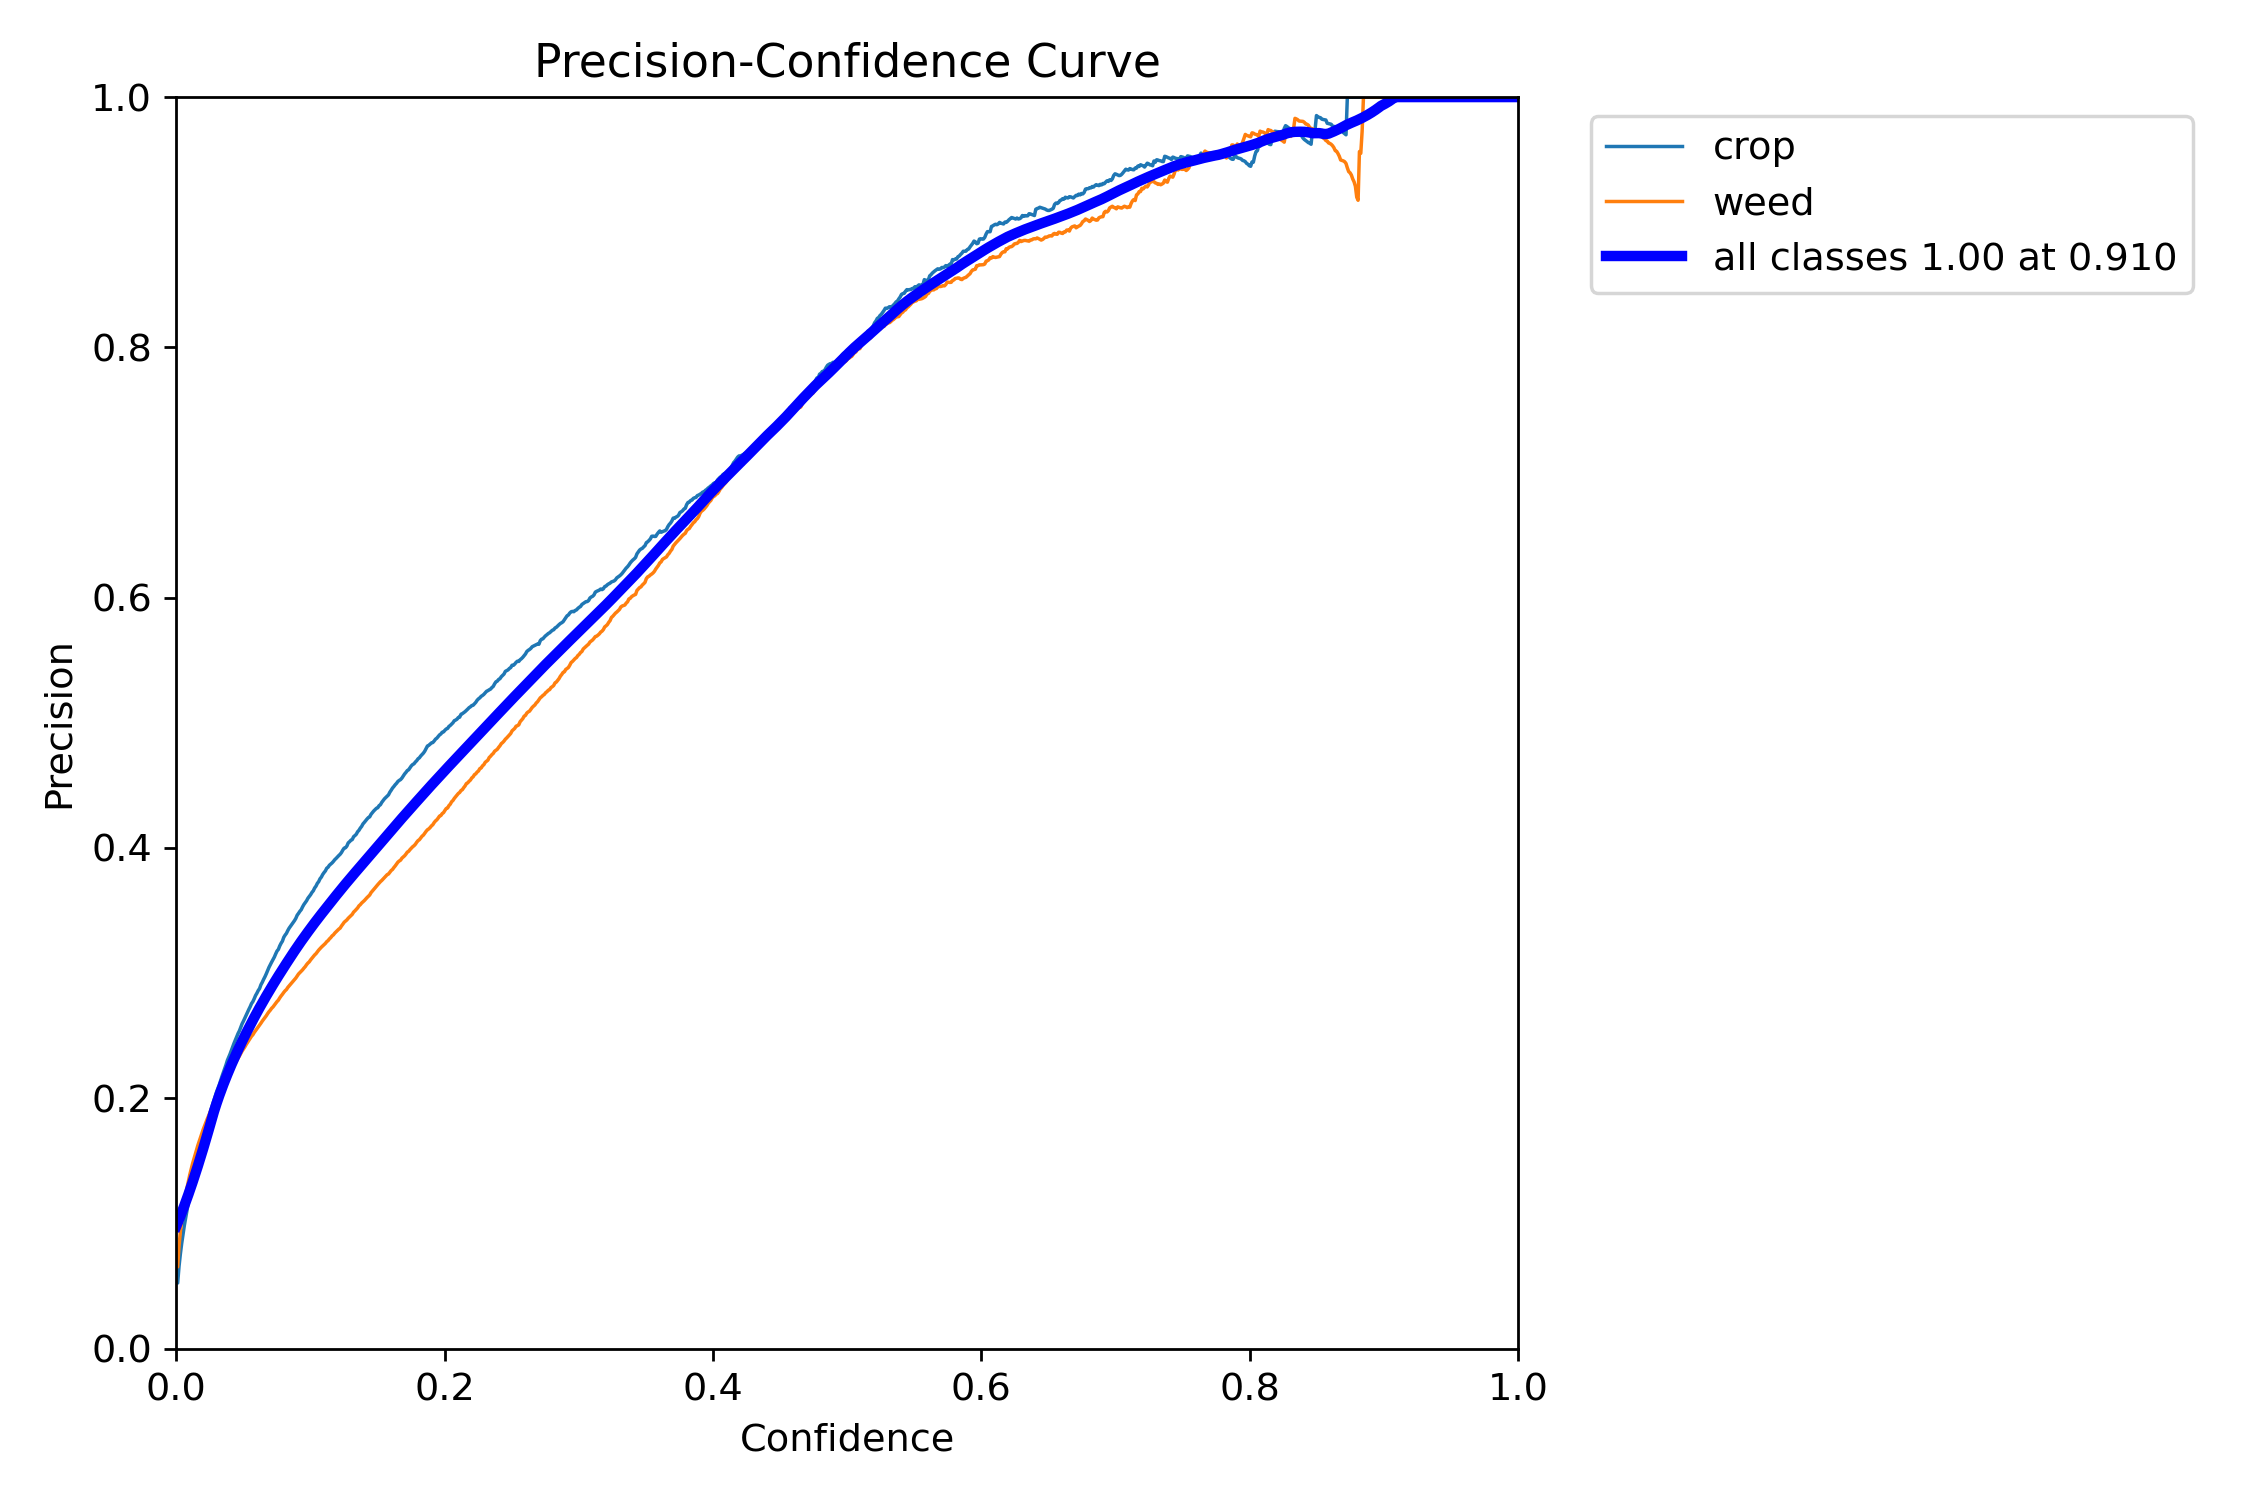 Precision-Confidence Curve
1.0
0.8
0.6
0.4
0.2
0.0
Precision
0.0 0.2 0.4 0.6 0.8 1.0
Confidence
crop
weed
all classes 1.00 at 0.910